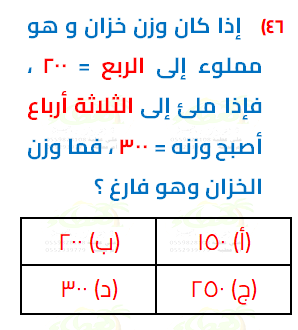 ٤٦) إذا كان وزن خزان و هو
مملوء إلى الربع = ٢٠٠ ،
فإذا ملئ إلى الثلاثة أرباع
أصبح وزنه = ٣٠٠ ، فما وزن
الخزان وهو فارغ ؟
(أ) ١٥٠ (ب) ٢٠٠
(ج) ٢٥٠ (د) ٣٠٠